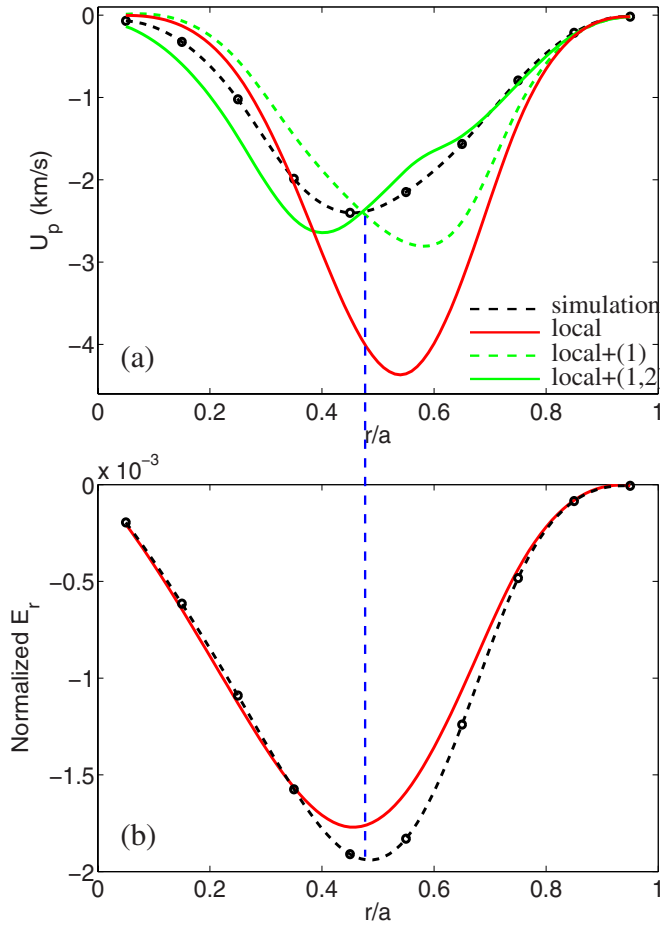 0
−1
−2
−3
−4
U_p (km/s)
simulation
local
local+(1)
local+(1,2)
(a)
0 0.2 0.4 0.6 0.8 1
r/a
x 10^−3
0
−0.5
−1
−1.5
−2
Normalized E_r
(b)
0 0.2 0.4 0.6 0.8 1
r/a